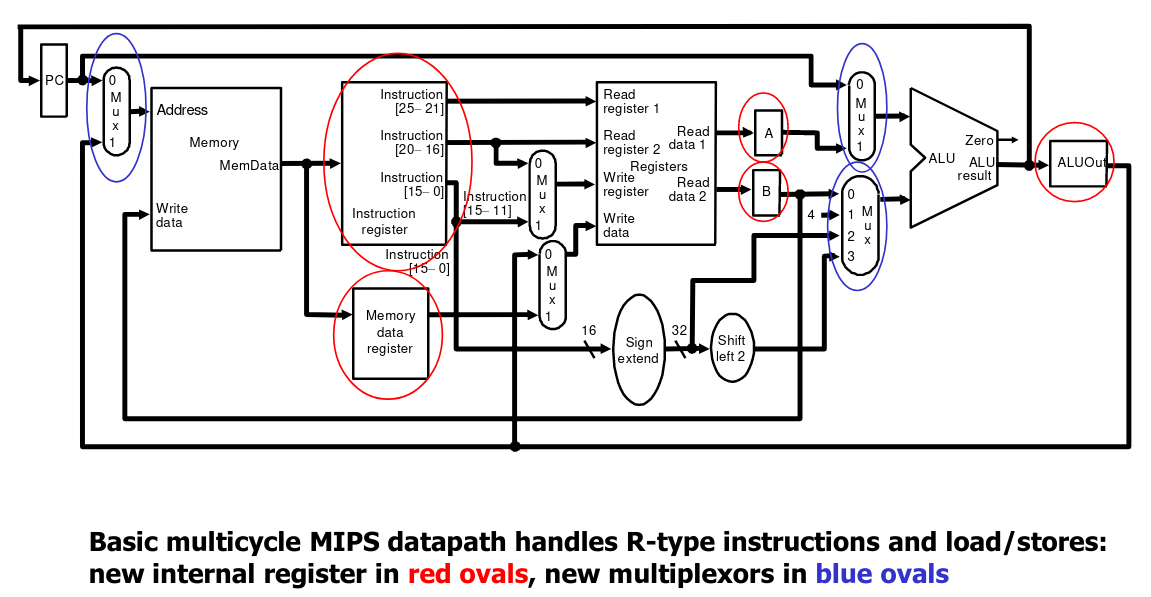 PC
0
M
u
x
1
Address
Memory
MemData
Write
data
Instruction
[25– 21]
Instruction
[20– 16]
Instruction
[15– 0]
Instruction
register
Instruction
[15– 11]
Instruction
[15– 0]
0
M
u
x
1
0
M
u
x
1
Memory
data
register
Read
register 1
Read
register 2
Registers
Write
register
Write
data
Read
data 1
Read
data 2
16
Sign
extend
32
Shift
left 2
A
B
4
0
M
u
x
1
0
1
2
3
M
u
x
Zero
ALU
ALU
result
ALUOut
Basic multicycle MIPS datapath handles R-type instructions and load/stores:
new internal register in red ovals, new multiplexors in blue ovals